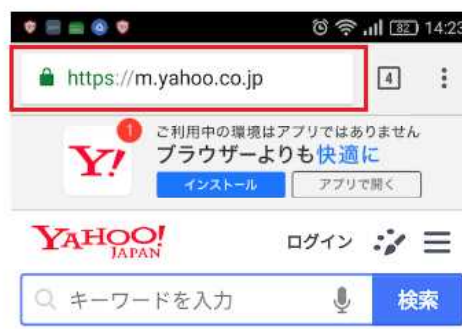 82 14:23
https://m.yahoo.co.jp 4
1 ご利用中の環境はアプリではありません
Y! ブラウザーよりも快適に
インストール アプリで開く
YAHOO! JAPAN ログイン
キーワードを入力 検索